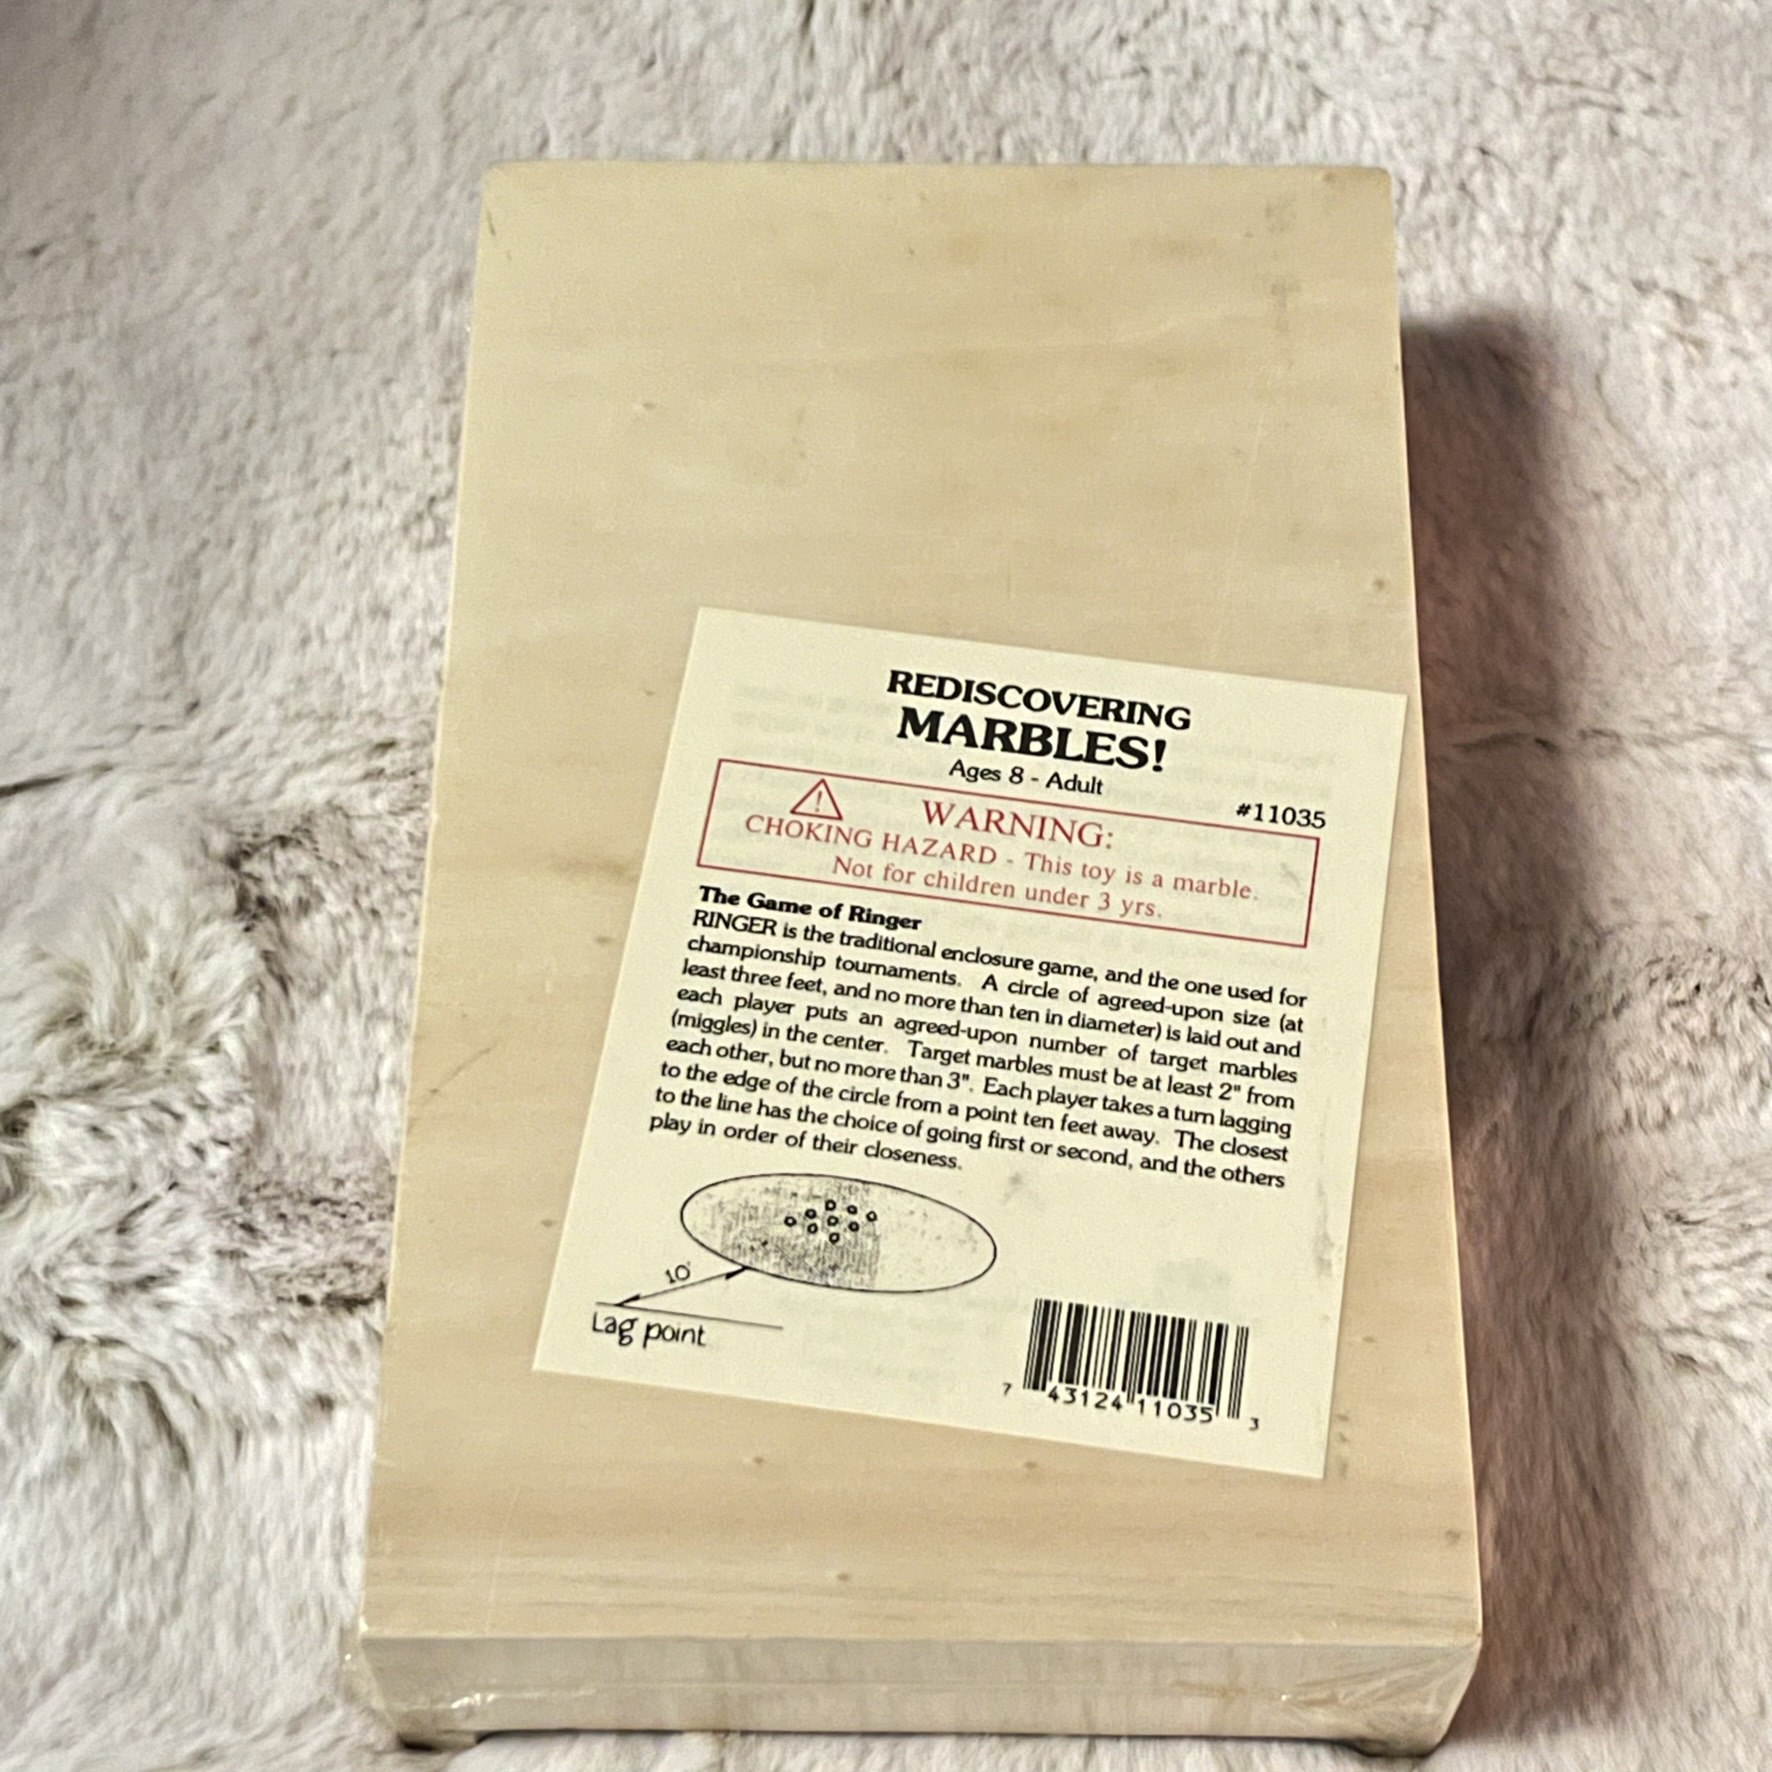 REDISCOVERING
MARBLES!
Ages 8 - Adult
#11035
WARNING:
CHOKING HAZARD - This toy is a marble.
Not for children under 3 yrs.
The Game of Ringer
RINGER is the traditional enclosure game, and the one used for
championship tournaments. A circle of agreed-upon size (at
least three feet, and no more than ten in diameter) is laid out and
each player puts an agreed-upon number of target marbles
(miggles) in the center. Target marbles must be at least 2" from
each other, but no more than 3". Each player takes a turn lagging
to the edge of the circle from a point ten feet away. The closest
to the line has the choice of going first or second, and the others
play in order of their closeness.
10'
Lag point
7 43124 11035 3